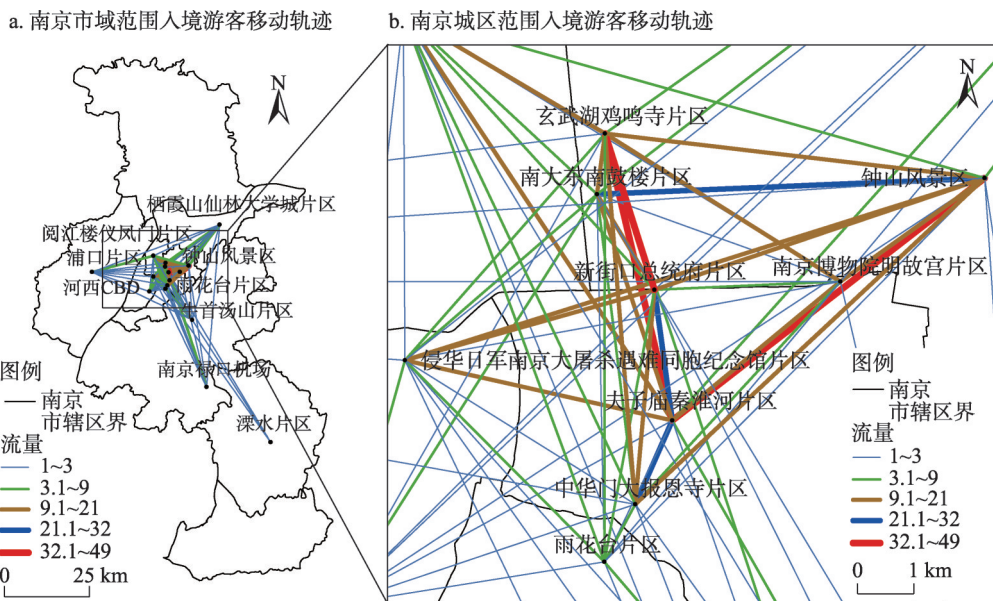 a. 南京市域范围入境游客移动轨迹
N
栖霞山仙林大学城片区
阅江楼仪凤门片区
浦口片区
钟山风景区
河西CBD
雨花台片区
牛首汤山片区
南京禄口机场
溧水片区
图例
南京
市辖区界
流量
1~3
3.1~9
9.1~21
21.1~32
32.1~49
0 25 km
b. 南京城区范围入境游客移动轨迹
N
玄武湖鸡鸣寺片区
南大东南鼓楼片区
钟山风景区
新街口总统府片区
南京博物院明故宫片区
侵华日军南京大屠杀遇难同胞纪念馆片区
夫子庙秦淮河片区
中华门大报恩寺片区
雨花台片区
图例
南京
市辖区界
流量
1~3
3.1~9
9.1~21
21.1~32
32.1~49
0 1 km